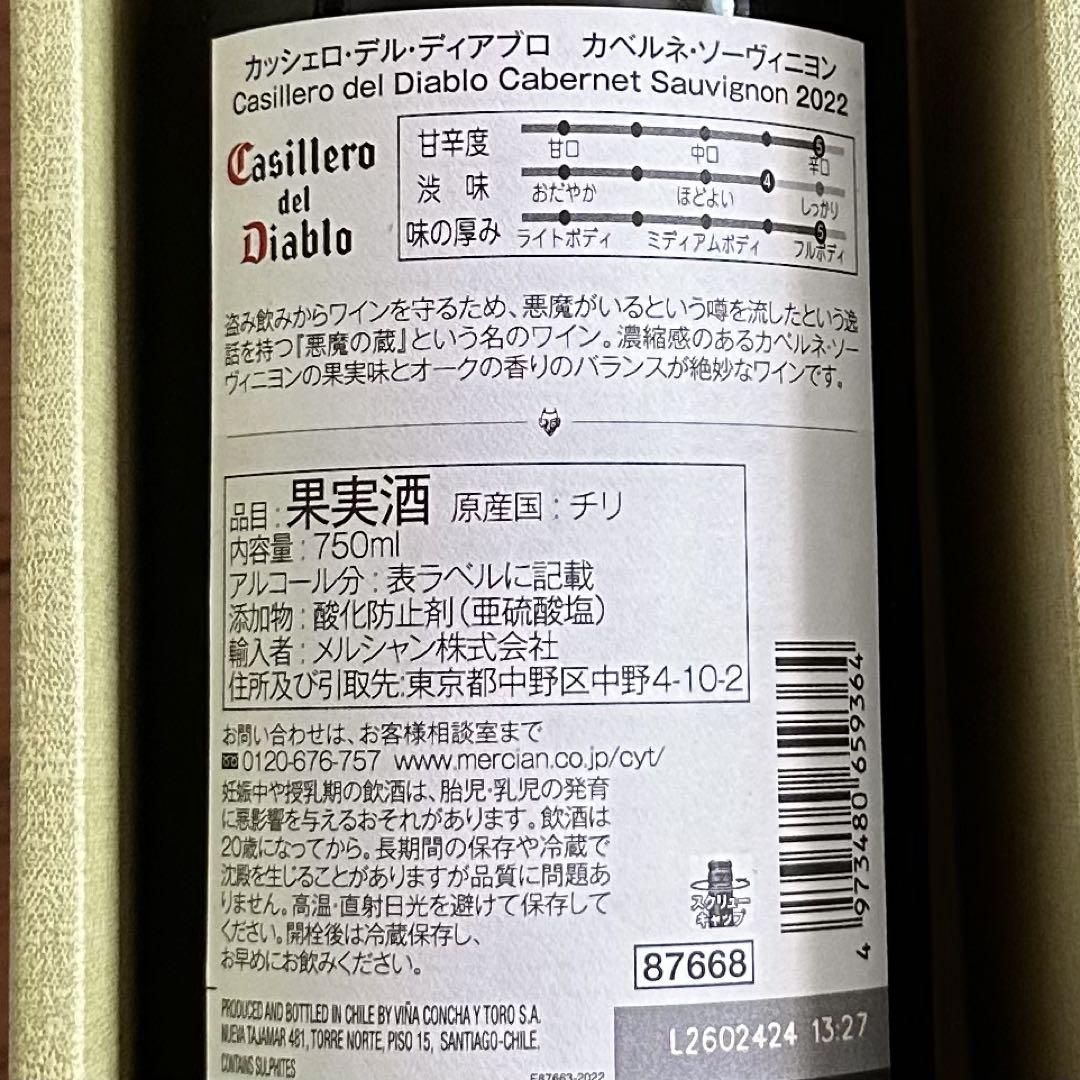 カッシェロ・デル・ディアブロ　カベルネ・ソーヴィニヨン
Casillero del Diablo Cabernet Sauvignon 2022
Casillero
del
Diablo
甘辛度
甘口 中口 辛口
5
渋 味
おだやか ほどよい しっかり
4
味の厚み
ライトボディ ミディアムボディ フルボディ
5
盗み飲みからワインを守るため、悪魔がいるという噂を流したという逸
話を持つ『悪魔の蔵』という名のワイン。濃縮感のあるカベルネ・ソー
ヴィニヨンの果実味とオークの香りのバランスが絶妙なワインです。
品目：果実酒 原産国：チリ
内容量：750ml
アルコール分：表ラベルに記載
添加物：酸化防止剤（亜硫酸塩）
輸入者：メルシャン株式会社
住所及び引取先：東京都中野区中野4-10-2
お問い合わせは、お客様相談室まで
0120-676-757 www.mercian.co.jp/cyt/
妊娠中や授乳期の飲酒は、胎児・乳児の発育
に悪影響を与えるおそれがあります。飲酒は
20歳になってから。長期間の保存や冷蔵で
沈殿を生じることがありますが品質に問題あ
りません。高温・直射日光を避けて保存して
ください。開栓後は冷蔵保存し、
お早めにお飲みください。
スクリュー
キャップ
87668
4 973480 659364
PRODUCED AND BOTTLED IN CHILE BY VIÑA CONCHA Y TORO S.A.
NUEVA TAJAMAR 481, TORRE NORTE, PISO 15, SANTIAGO-CHILE.
CONTAINS SULPHITES
E87663-2022
L2602424 13:27